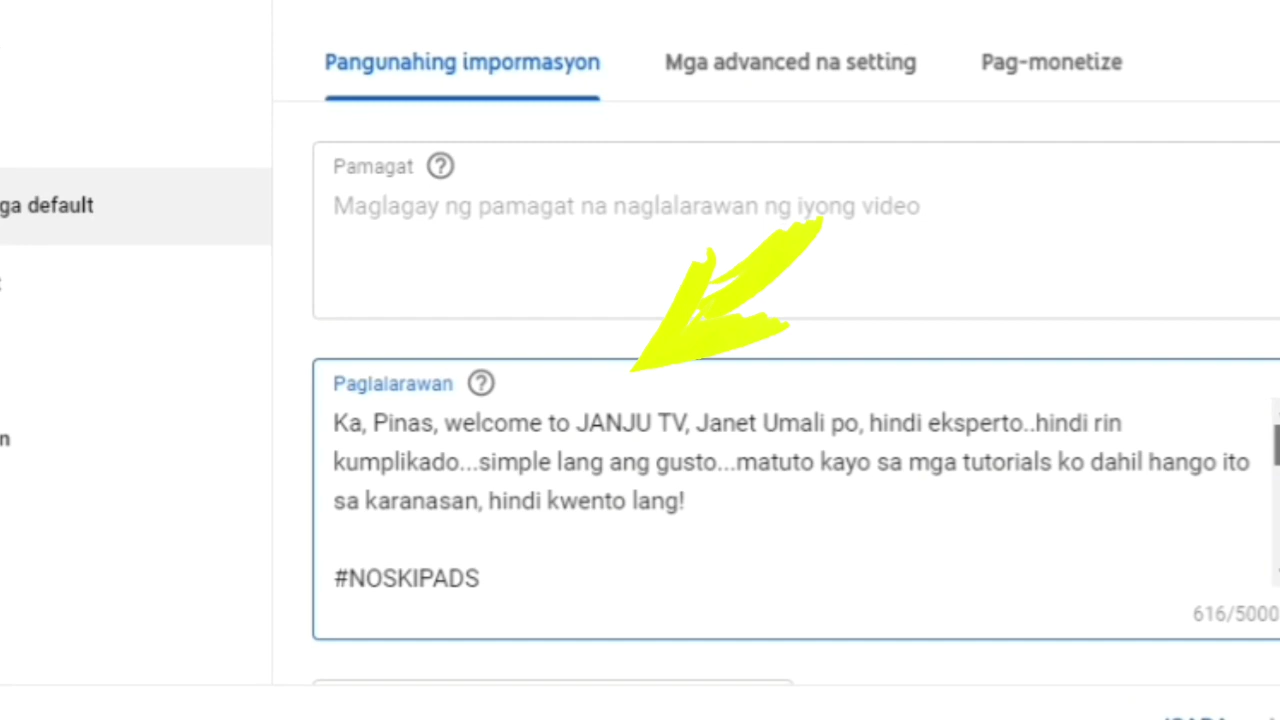 Pangunahing impormasyon Mga advanced na setting Pag-monetize
Pamagat
ga default
Maglagay ng pamagat na naglalarawan ng iyong video
Paglalarawan
Ka, Pinas, welcome to JANJU TV, Janet Umali po, hindi eksperto..hindi rin
kumplikado...simple lang ang gusto...matuto kayo sa mga tutorials ko dahil hango ito
sa karanasan, hindi kwento lang!
#NOSKIPADS
616/5000